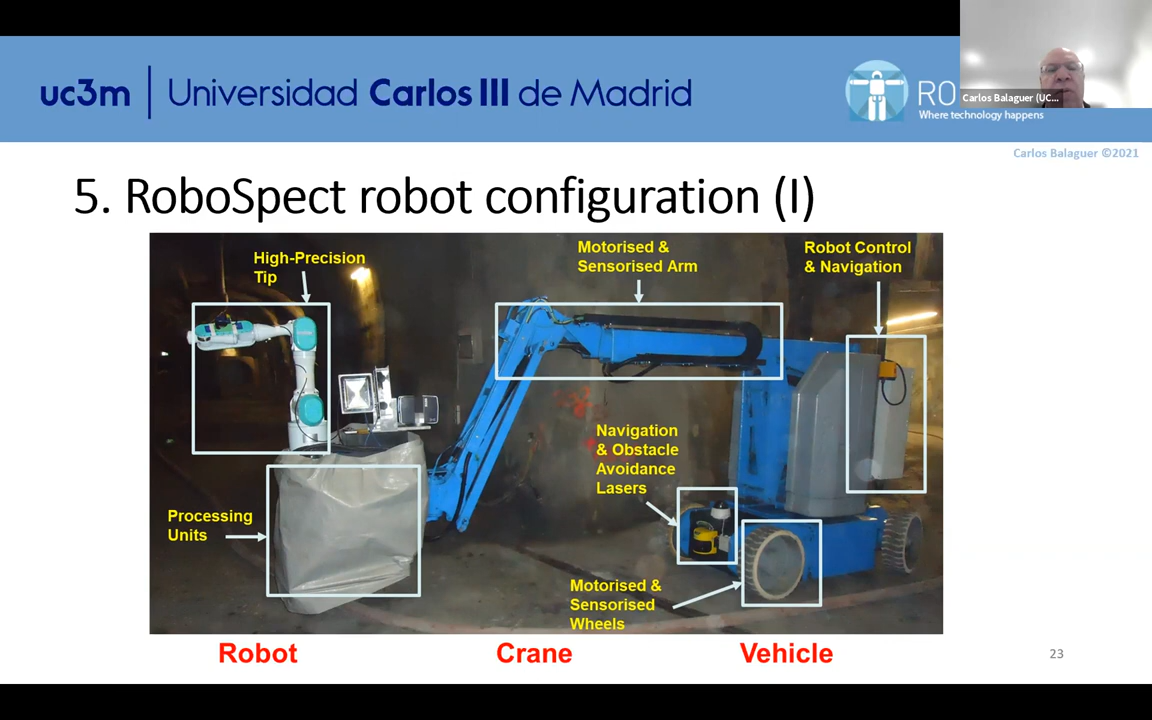 uc3m | Universidad Carlos III de Madrid
RO
Where technology happens
Carlos Balaguer (UC...
Carlos Balaguer ©2021
5. RoboSpect robot configuration (I)
High-Precision
Tip
Motorised &
Sensorised Arm
Robot Control
& Navigation
Navigation
& Obstacle
Avoidance
Lasers
Processing
Units
Motorised &
Sensorised
Wheels
Robot
Crane
Vehicle
23